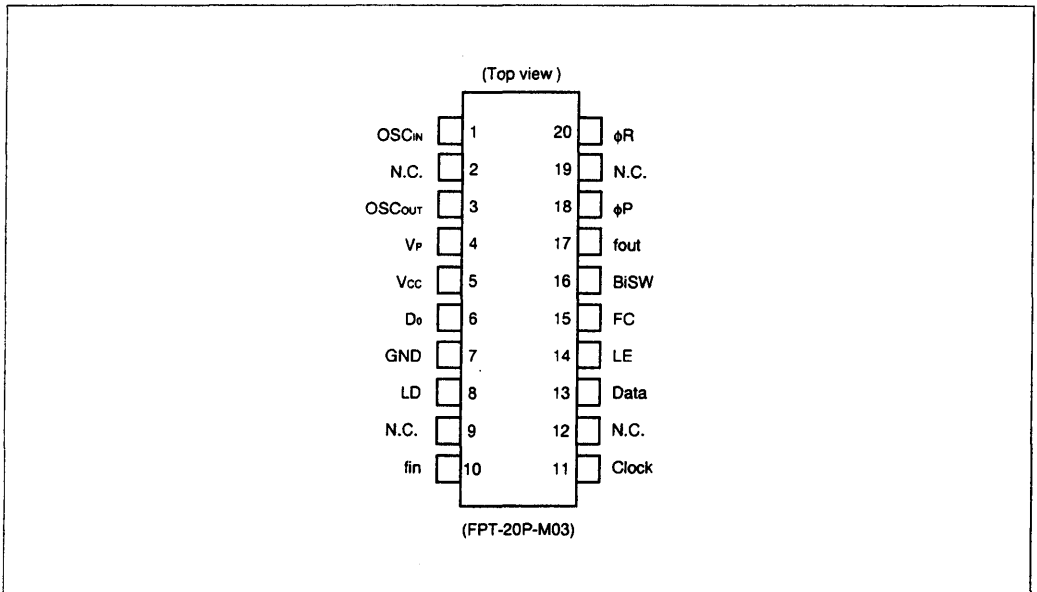 (Top view )
OSCIN 1 20 φR
N.C. 2 19 N.C.
OSCOUT 3 18 φP
VP 4 17 fout
Vcc 5 16 BiSW
Do 6 15 FC
GND 7 14 LE
LD 8 13 Data
N.C. 9 12 N.C.
fin 10 11 Clock
(FPT-20P-M03)